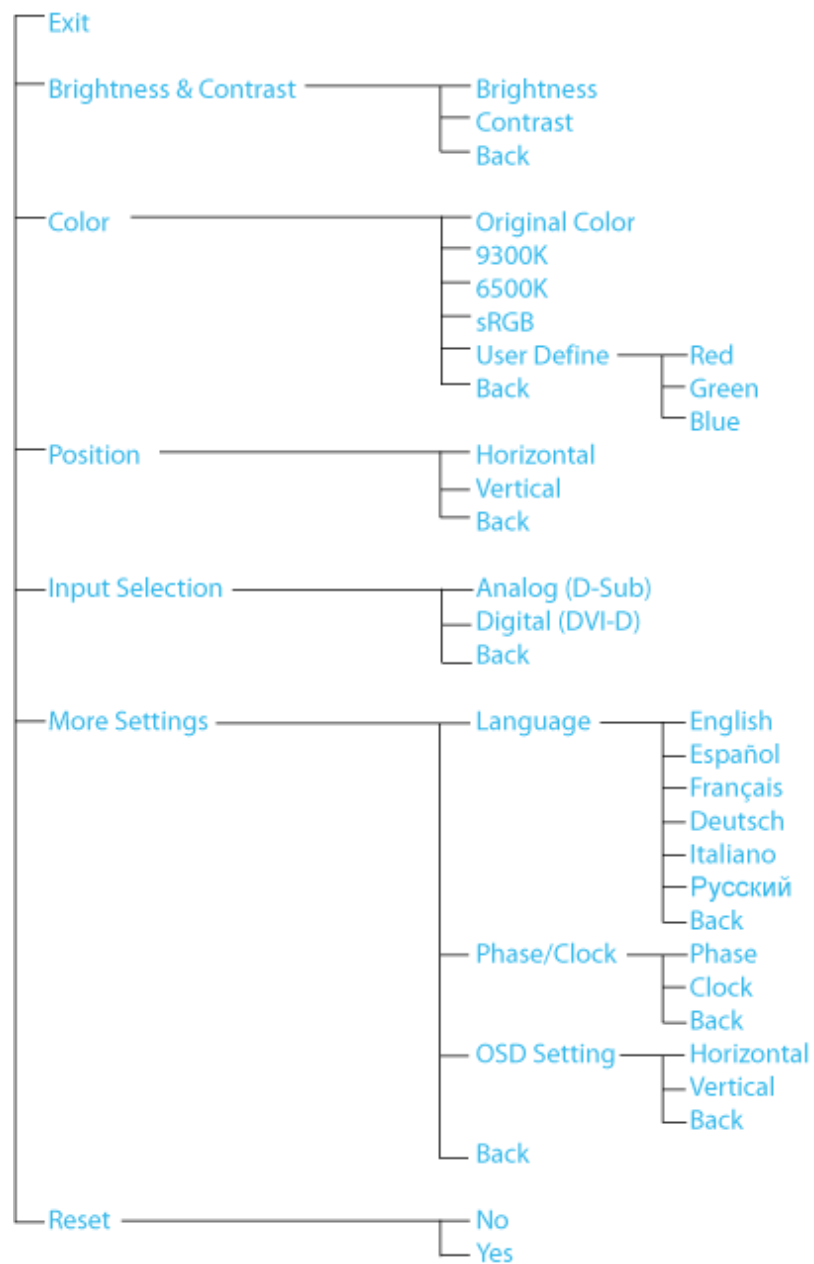 Exit
Brightness & Contrast Brightness
Contrast
Back
Color Original Color
9300K
6500K
sRGB
User Define Red
Back Green
Blue
Position Horizontal
Vertical
Back
Input Selection Analog (D-Sub)
Digital (DVI-D)
Back
More Settings Language English
Español
Français
Deutsch
Italiano
Русский
Back
Phase/Clock Phase
Clock
Back
OSD Setting Horizontal
Vertical
Back
Back
Reset No
Yes